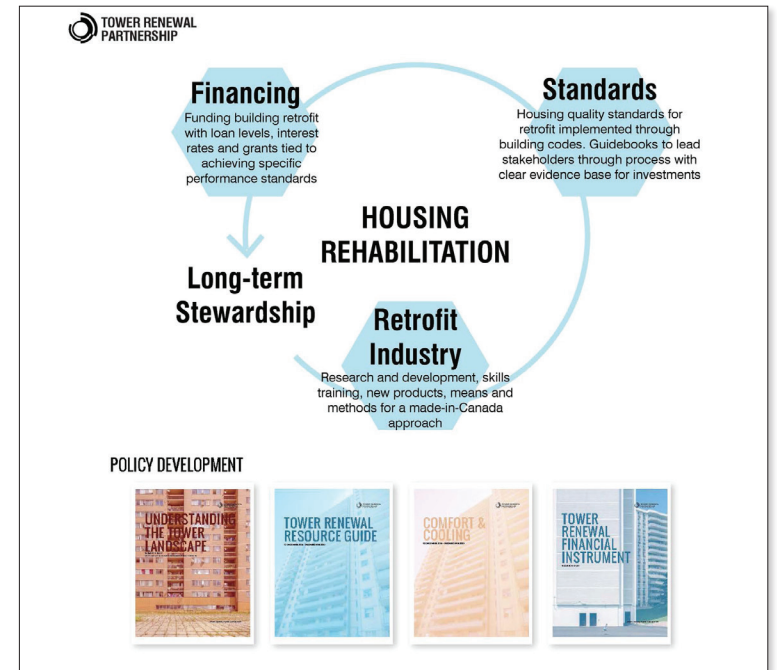 TOWER RENEWAL
PARTNERSHIP
Financing
Funding building retrofit
with loan levels, interest
rates and grants tied to
achieving specific
performance standards
Standards
Housing quality standards for
retrofit implemented through
building codes. Guidebooks to lead
stakeholders through process with
clear evidence base for investments
HOUSING
REHABILITATION
Long-term
Stewardship
Retrofit
Industry
Research and development, skills
training, new products, means and
methods for a made-in-Canada
approach
POLICY DEVELOPMENT
UNDERSTANDING
THE TOWER
LANDSCAPE
TOWER RENEWAL
RESOURCE GUIDE
COMFORT &
COOLING
TOWER
RENEWAL
FINANCIAL
INSTRUMENT